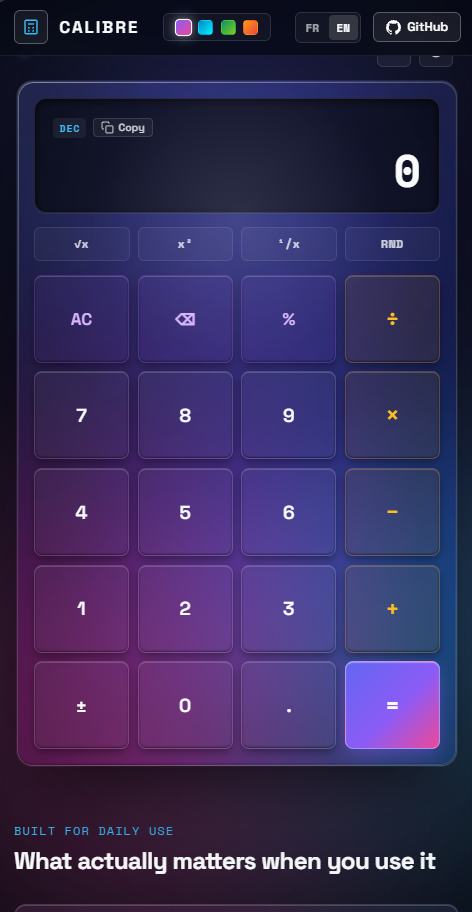 CALIBRE
FR EN GitHub
DEC Copy
0
√x x² ¹/x RND
AC ⌫ % ÷
7 8 9 ×
4 5 6 −
1 2 3 +
± 0 . =
BUILT FOR DAILY USE
What actually matters when you use it